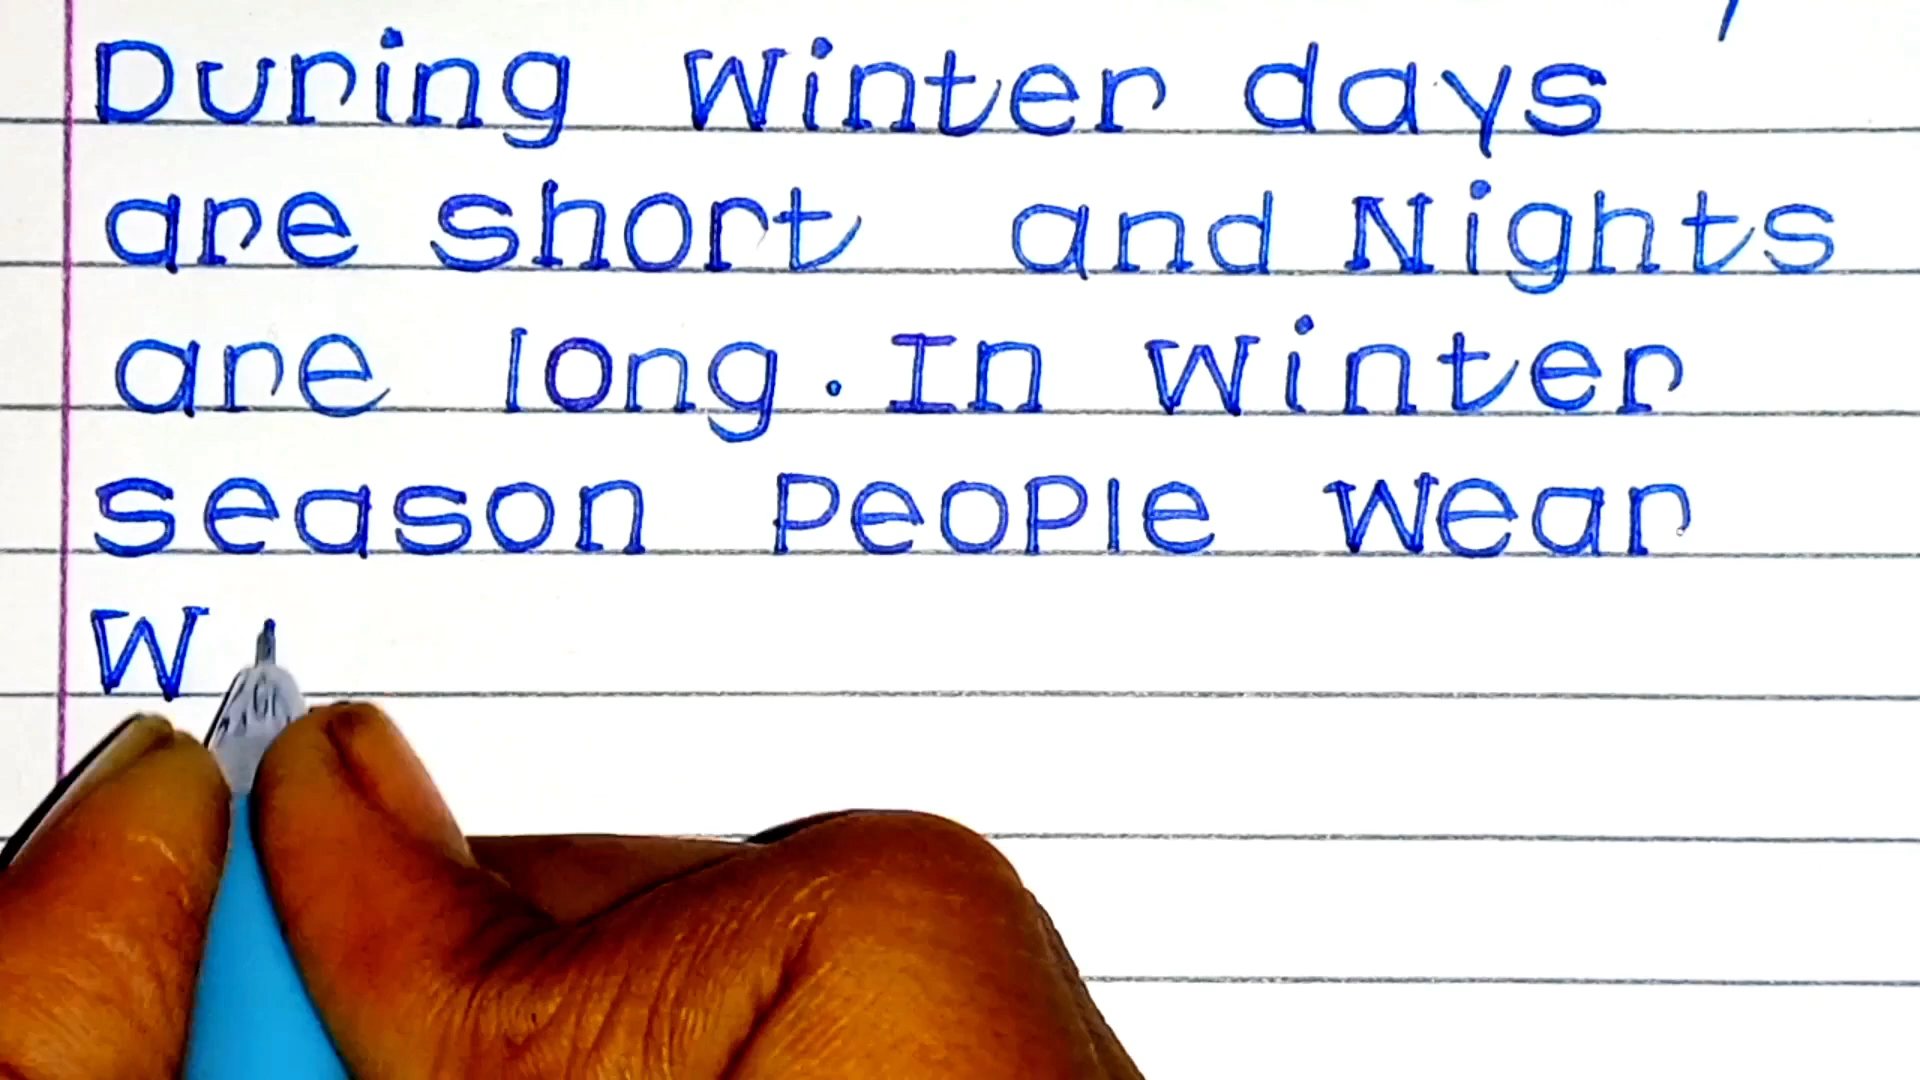 During Winter days
are short and Nights
are long. In Winter
season People Wear
W